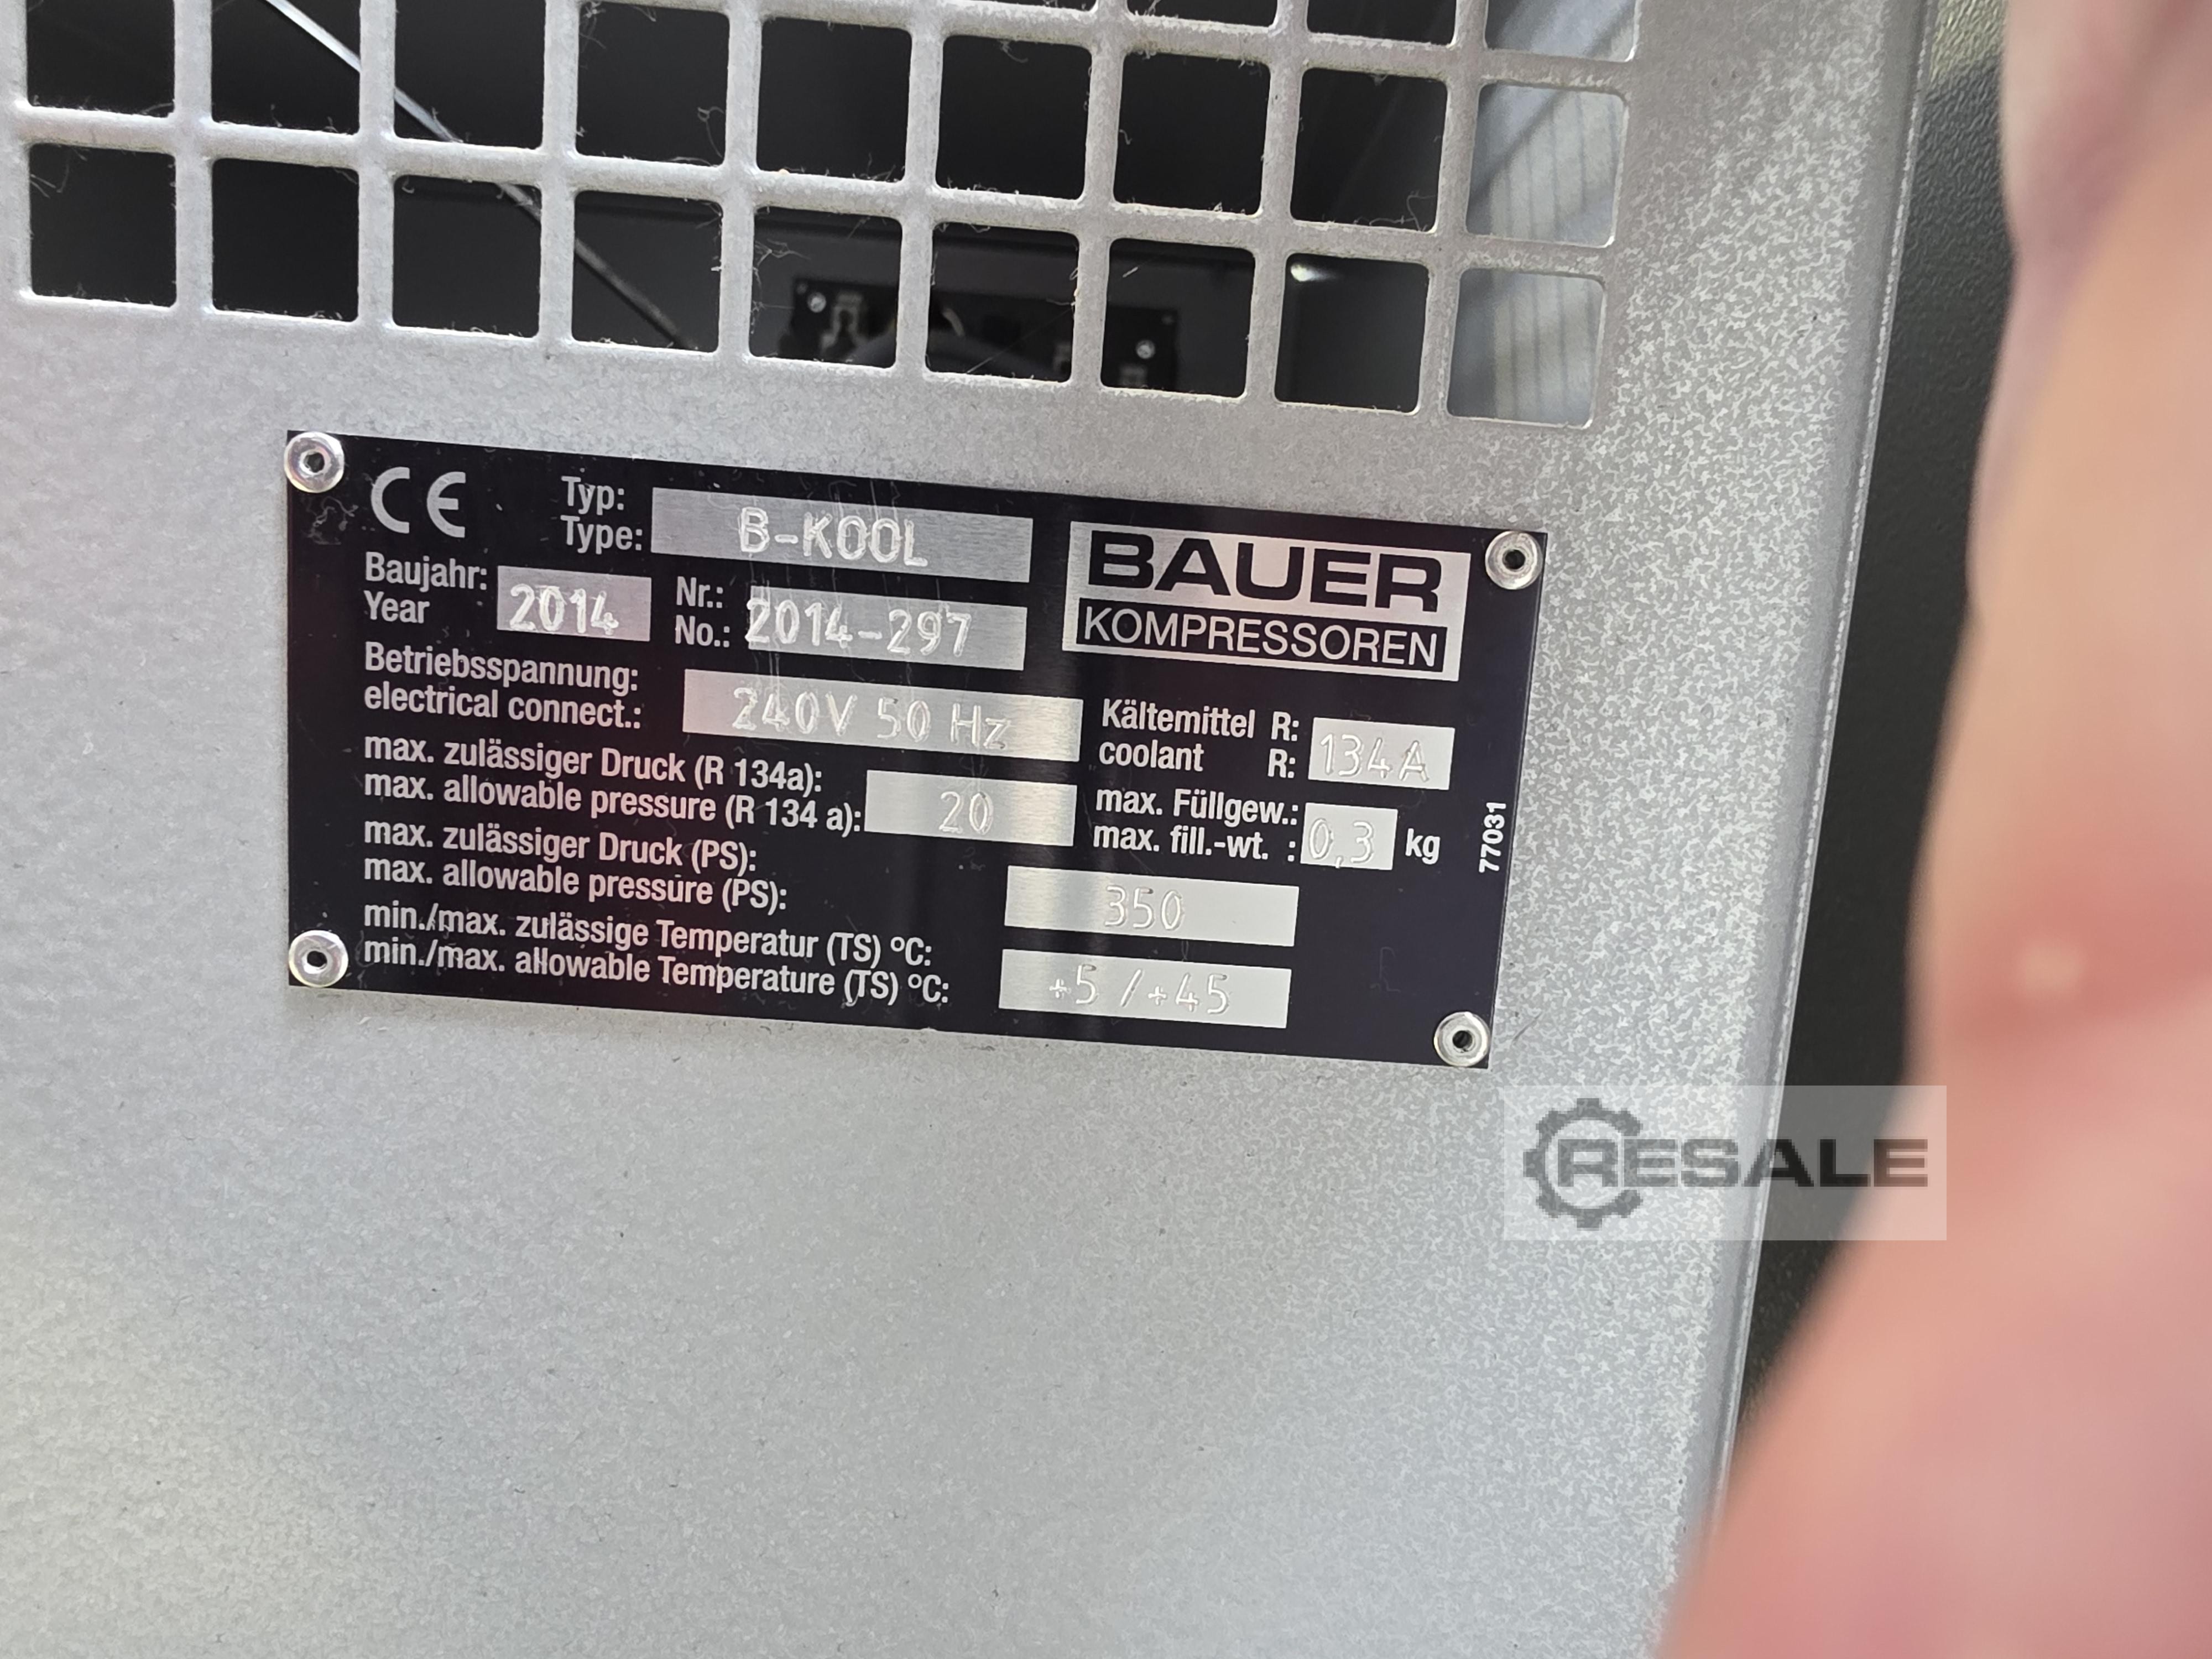 CE
Typ:
Type: B-KOOL
BAUER
KOMPRESSOREN
Baujahr:
Year 2014
Nr.:
No.: 2014-297
Betriebsspannung:
electrical connect.: 240V 50 Hz
Kältemittel R:
coolant R: 134A
max. zulässiger Druck (R 134a):
max. allowable pressure (R 134 a): 20
max. Füllgew.:
max. fill.-wt. : 0,3 kg
max. zulässiger Druck (PS):
max. allowable pressure (PS): 350
min./max. zulässige Temperatur (TS) °C:
min./max. allowable Temperature (TS) °C: +5 / +45
77031
RESALE